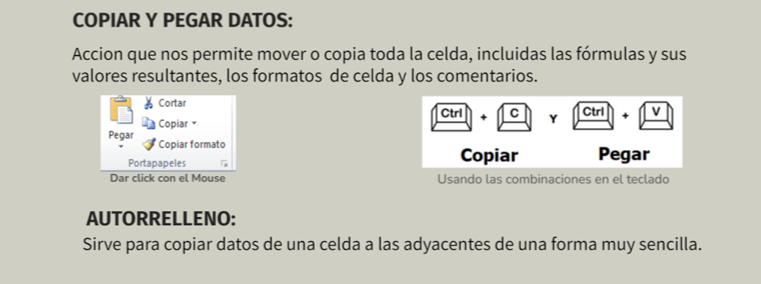 COPIAR Y PEGAR DATOS:
Accion que nos permite mover o copia toda la celda, incluidas las fórmulas y sus
valores resultantes, los formatos de celda y los comentarios.
Cortar
Copiar
Pegar
Copiar formato
Portapapeles
Dar click con el Mouse
Ctrl + C Y Ctrl + V
Copiar Pegar
Usando las combinaciones en el teclado
AUTORRELLENO:
Sirve para copiar datos de una celda a las adyacentes de una forma muy sencilla.